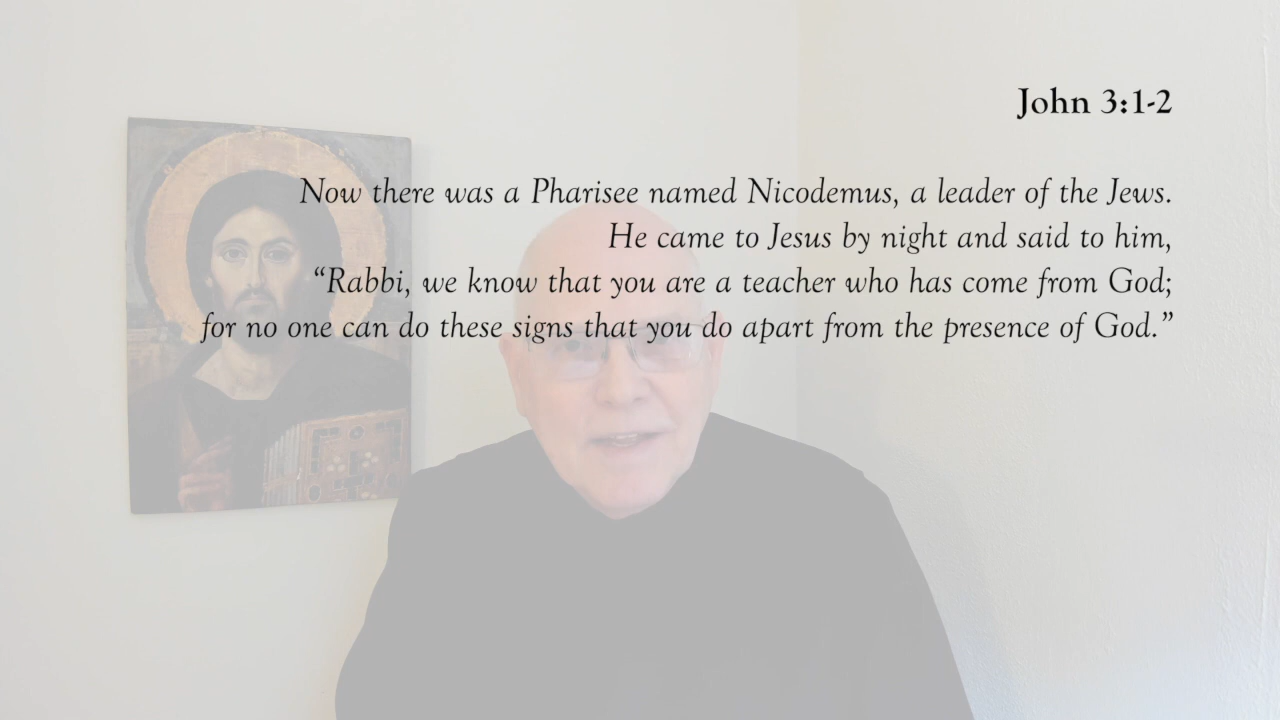 John 3:1-2
Now there was a Pharisee named Nicodemus, a leader of the Jews.
He came to Jesus by night and said to him,
“Rabbi, we know that you are a teacher who has come from God;
for no one can do these signs that you do apart from the presence of God.”